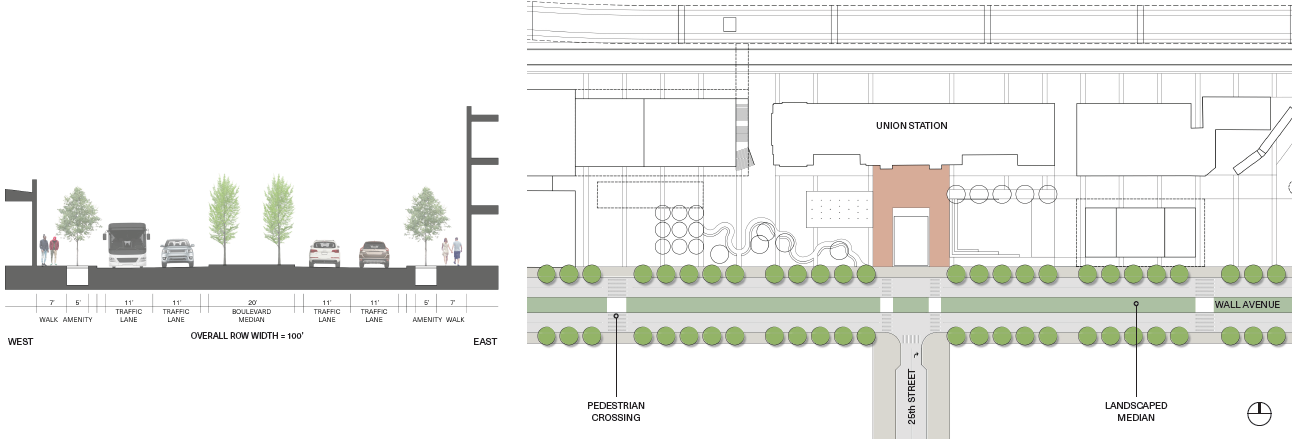 7' 5' 11' 11' 20' 11' 11' 5' 7'
WALK AMENITY TRAFFIC TRAFFIC BOULEVARD TRAFFIC TRAFFIC AMENITY WALK
LANE LANE MEDIAN LANE LANE
OVERALL ROW WIDTH = 100'
WEST
EAST
UNION STATION
WALL AVENUE
25th STREET
PEDESTRIAN
CROSSING
LANDSCAPED
MEDIAN